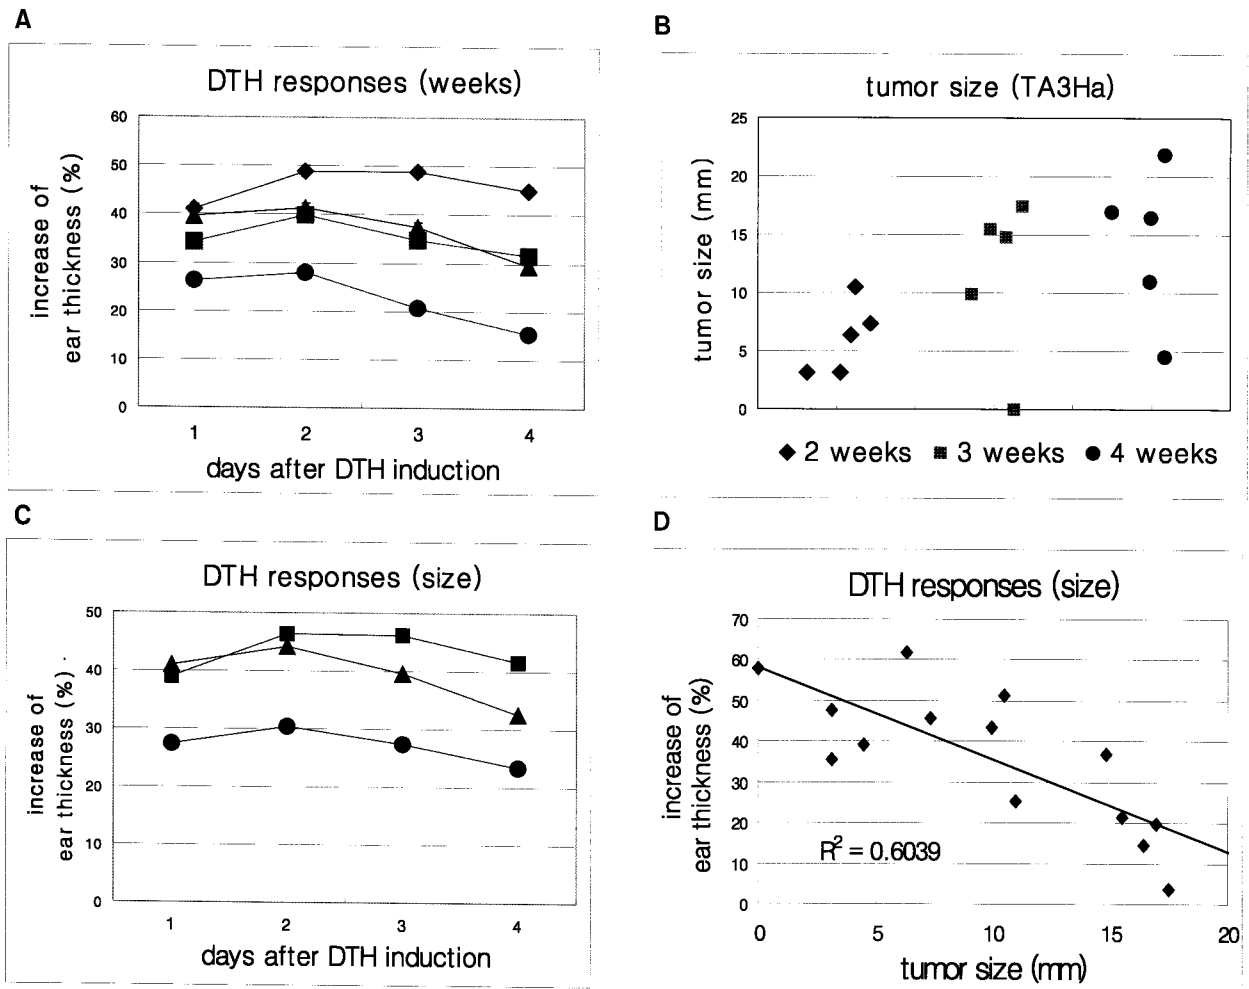 A
DTH responses (weeks)
increase of
ear thickness (%)
60
50
40
30
20
10
0
1 2 3 4
days after DTH induction
B
tumor size (TA3Ha)
tumor size (mm)
25
20
15
10
5
0
2 weeks 3 weeks 4 weeks
C
DTH responses (size)
increase of
ear thickness (%)
50
40
30
20
10
0
1 2 3 4
days after DTH induction
D
DTH responses (size)
increase of
ear thickness (%)
70
60
50
40
30
20
10
0
R² = 0.6039
0 5 10 15 20
tumor size (mm)